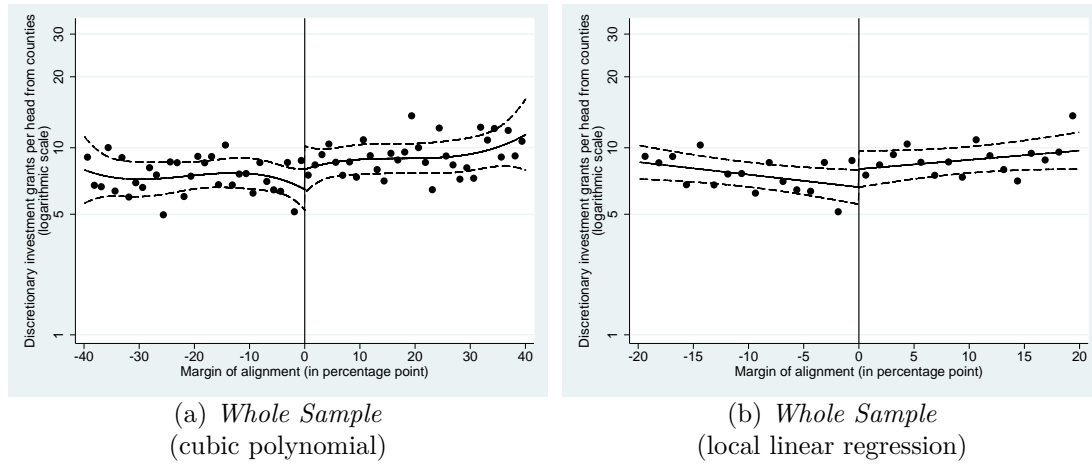 Discretionary investment grants per head from counties
(logarithmic scale)
30
20
10
5
1
-40 -30 -20 -10 0 10 20 30 40
Margin of alignment (in percentage point)
(a) Whole Sample
(cubic polynomial)
Discretionary investment grants per head from counties
(logarithmic scale)
30
20
10
5
1
-20 -15 -10 -5 0 5 10 15 20
Margin of alignment (in percentage point)
(b) Whole Sample
(local linear regression)